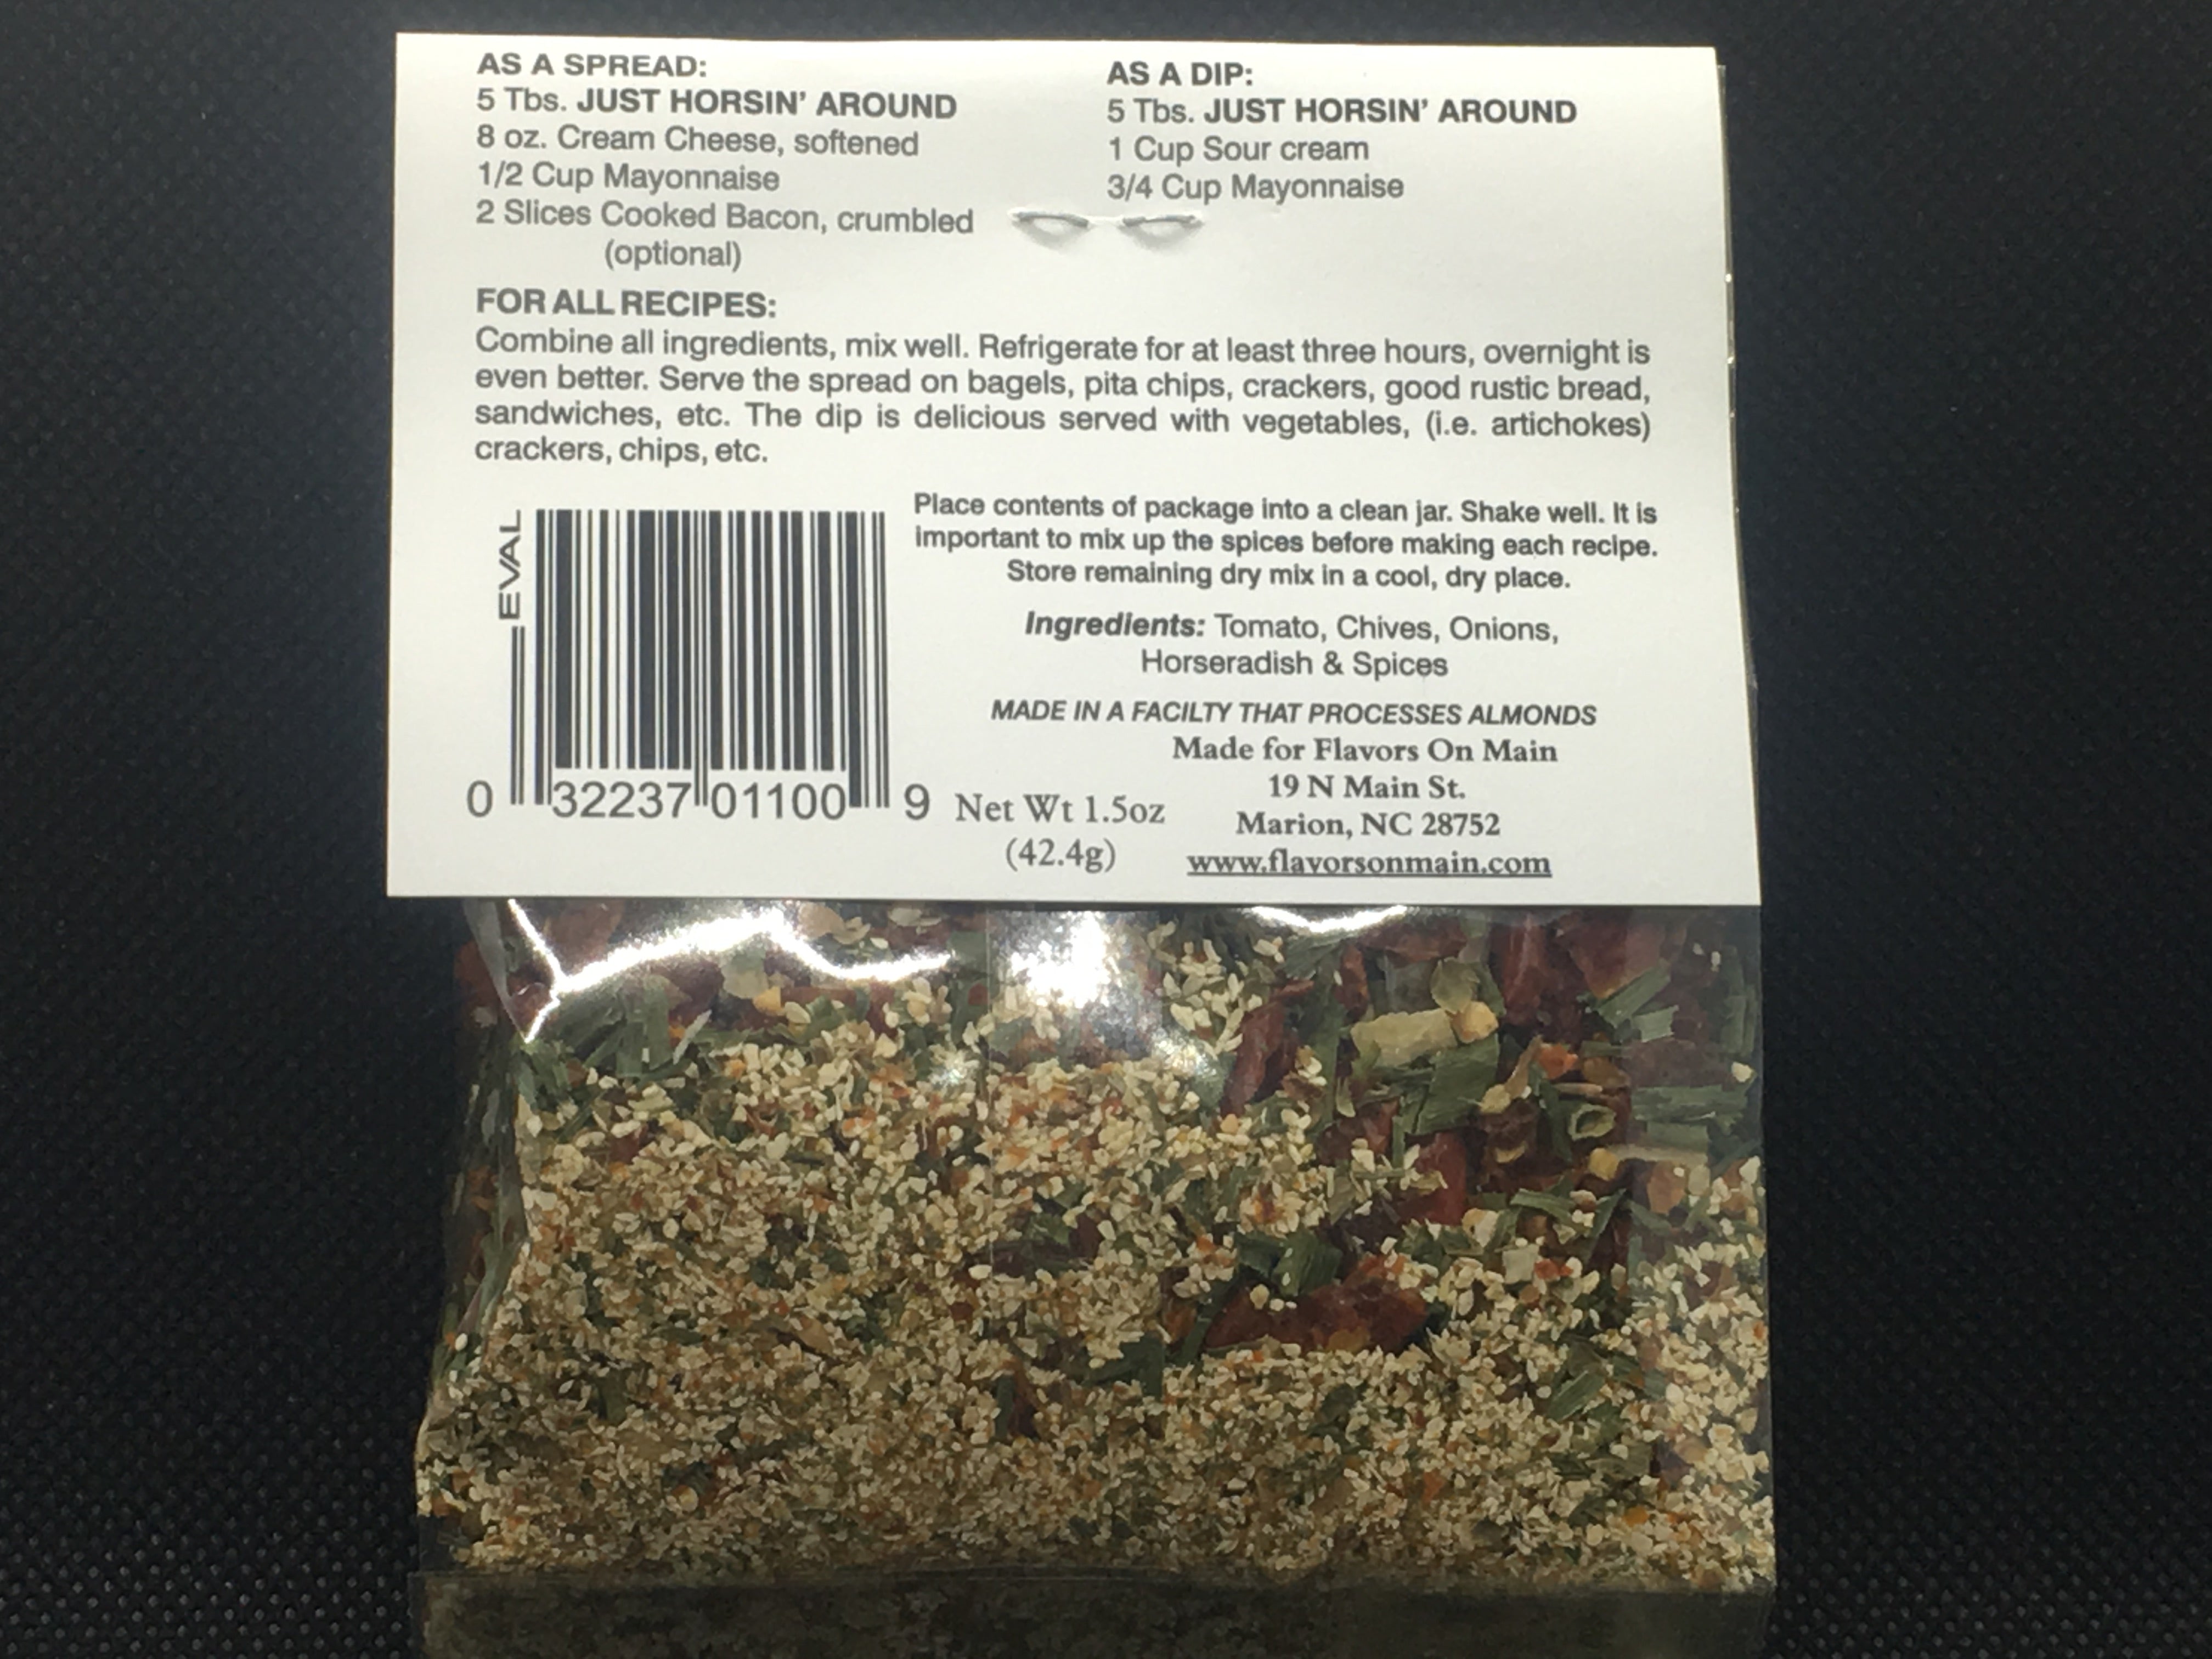 AS A SPREAD:
5 Tbs. JUST HORSIN' AROUND
8 oz. Cream Cheese, softened
1/2 Cup Mayonnaise
2 Slices Cooked Bacon, crumbled
(optional)
AS A DIP:
5 Tbs. JUST HORSIN' AROUND
1 Cup Sour cream
3/4 Cup Mayonnaise
FOR ALL RECIPES:
Combine all ingredients, mix well. Refrigerate for at least three hours, overnight is
even better. Serve the spread on bagels, pita chips, crackers, good rustic bread,
sandwiches, etc. The dip is delicious served with vegetables, (i.e. artichokes)
crackers, chips, etc.
EVAL
0 32237 01100 9
Place contents of package into a clean jar. Shake well. It is
important to mix up the spices before making each recipe.
Store remaining dry mix in a cool, dry place.
Ingredients: Tomato, Chives, Onions,
Horseradish & Spices
MADE IN A FACILTY THAT PROCESSES ALMONDS
Made for Flavors On Main
19 N Main St.
Marion, NC 28752
www.flavorsonmain.com
Net Wt 1.5oz
(42.4g)